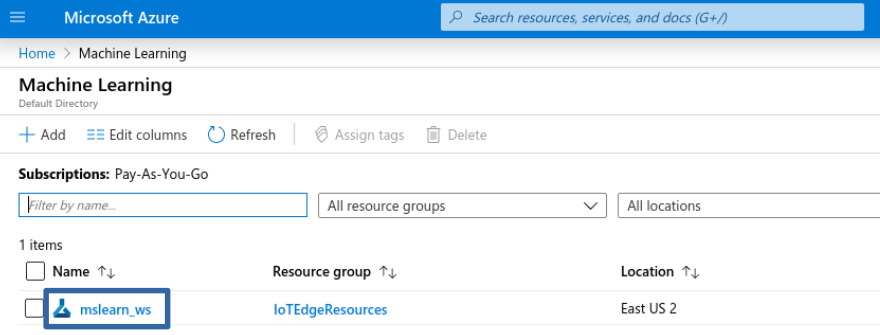 Microsoft Azure
Search resources, services, and docs (G+/)
Home > Machine Learning
Machine Learning
Default Directory
+ Add Edit columns Refresh Assign tags Delete
Subscriptions: Pay-As-You-Go
Filter by name... All resource groups All locations
1 items
Name ↑↓ Resource group ↑↓ Location ↑↓
mslearn_ws IoTEdgeResources East US 2